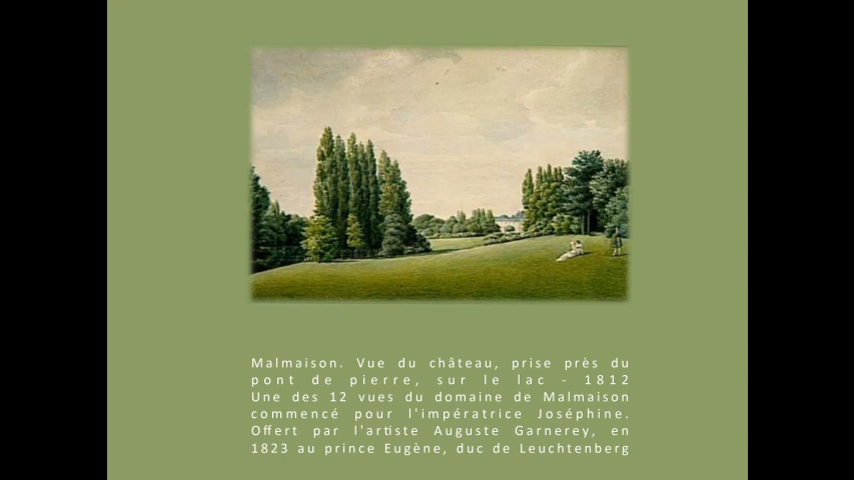 Malmaison. Vue du château, prise près du
pont de pierre, sur le lac - 1812
Une des 12 vues du domaine de Malmaison
commencé pour l'impératrice Joséphine.
Offert par l'artiste Auguste Garnerey, en
1823 au prince Eugène, duc de Leuchtenberg